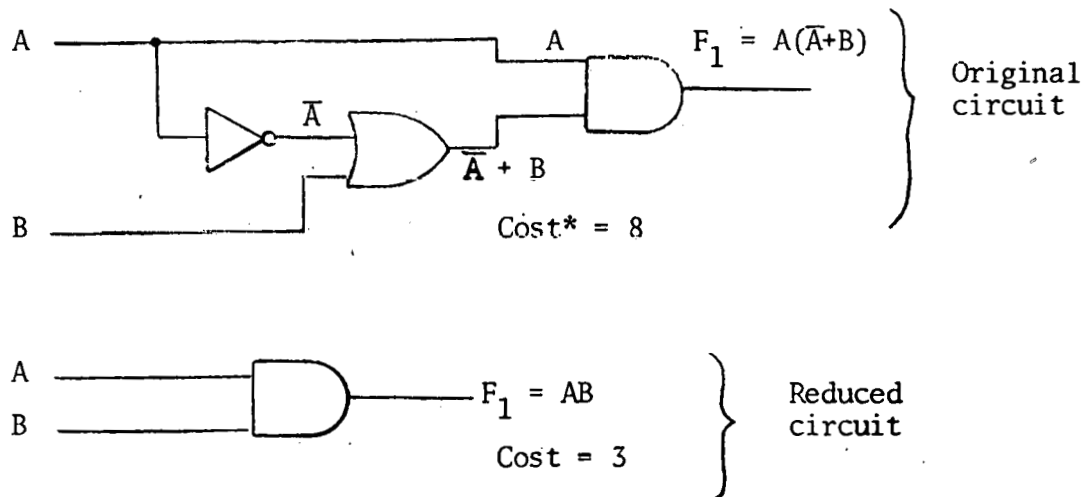 A
A
F₁ = A(A̅+B)
Original
circuit
A̅
A̅ + B
B
Cost* = 8
A
F₁ = AB
Reduced
circuit
B
Cost = 3